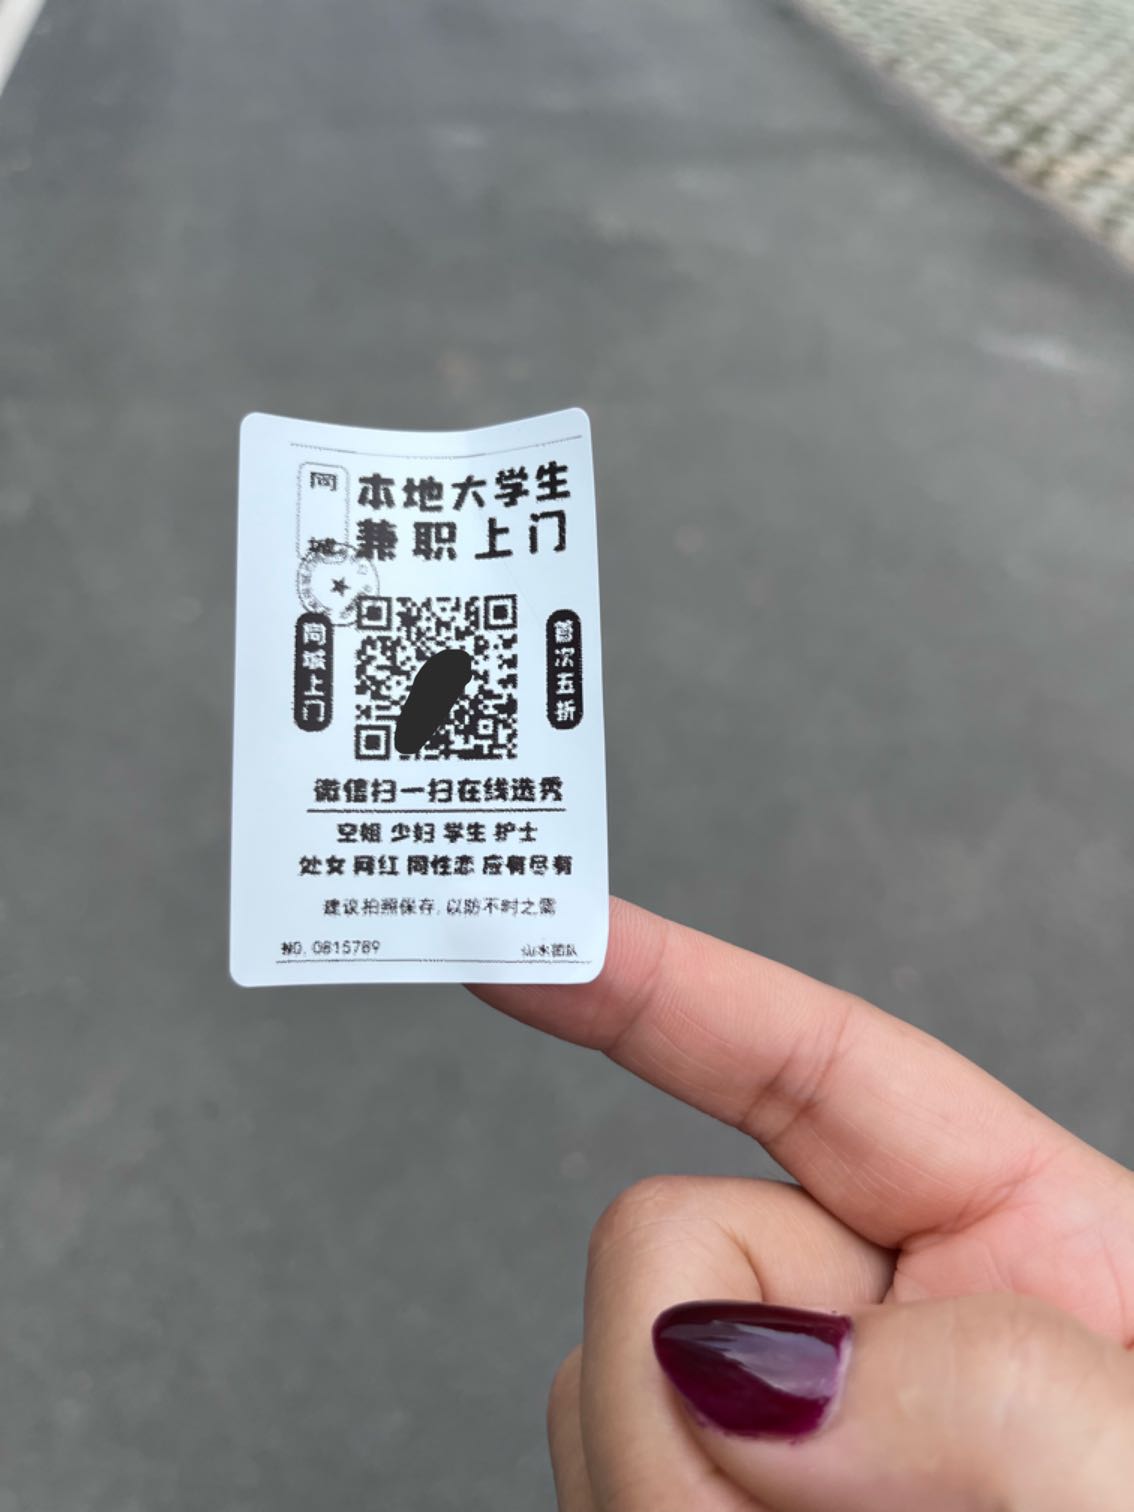 同城
本地大学生
兼职上门
同城上门
首次五折
微信扫一扫在线选秀
空姐 少妇 学生 护士
处女 网红 同性恋 应有尽有
建议拍照保存, 以防不时之需
NO. 0815789
山水团队